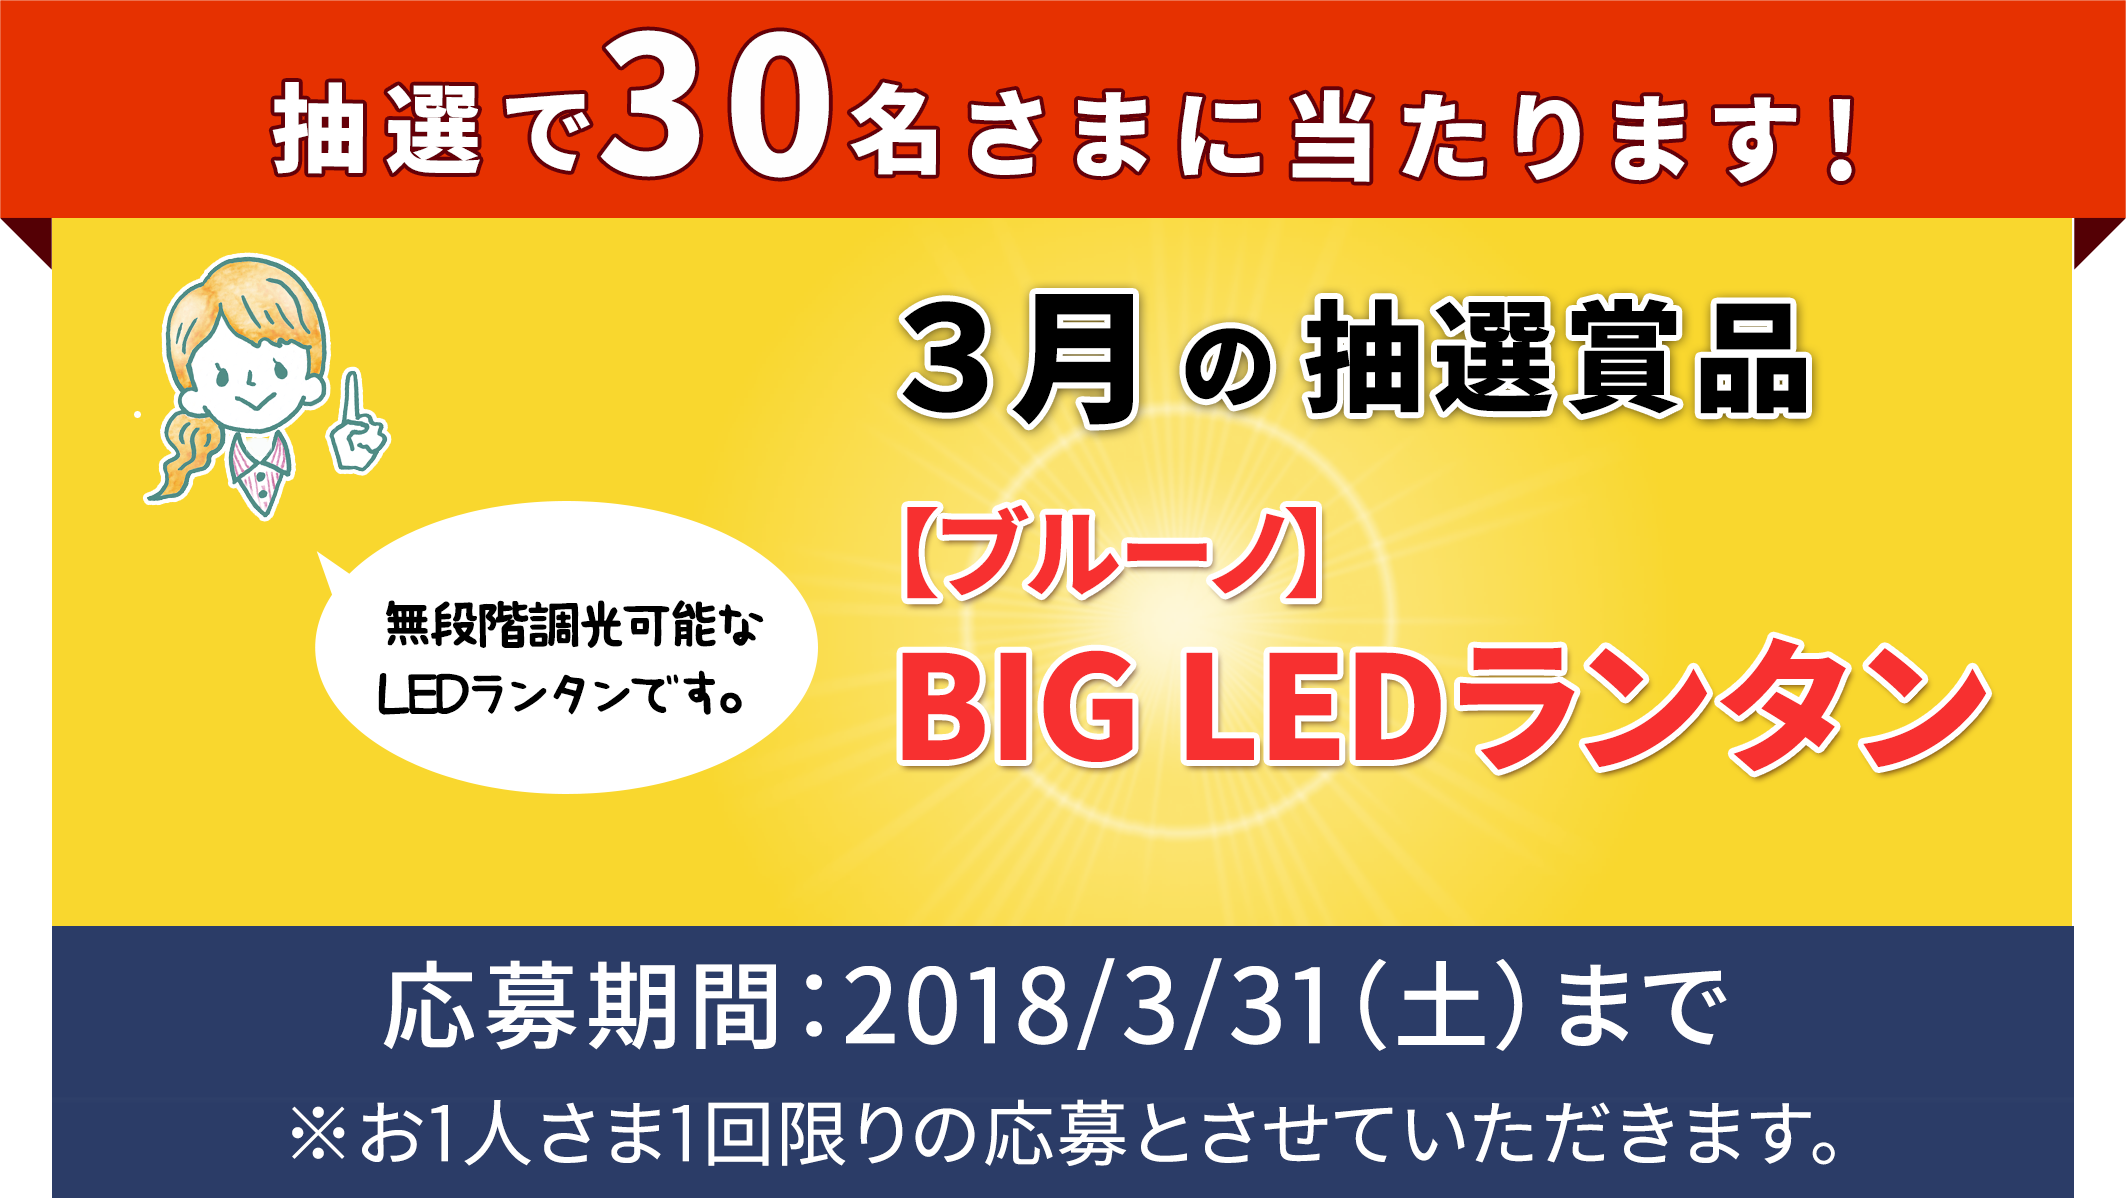 抽選で30名さまに当たります！
3月の抽選賞品
【ブルーノ】
BIG LEDランタン
無段階調光可能な
LEDランタンです。
応募期間：2018/3/31（土）まで
※お1人さま1回限りの応募とさせていただきます。